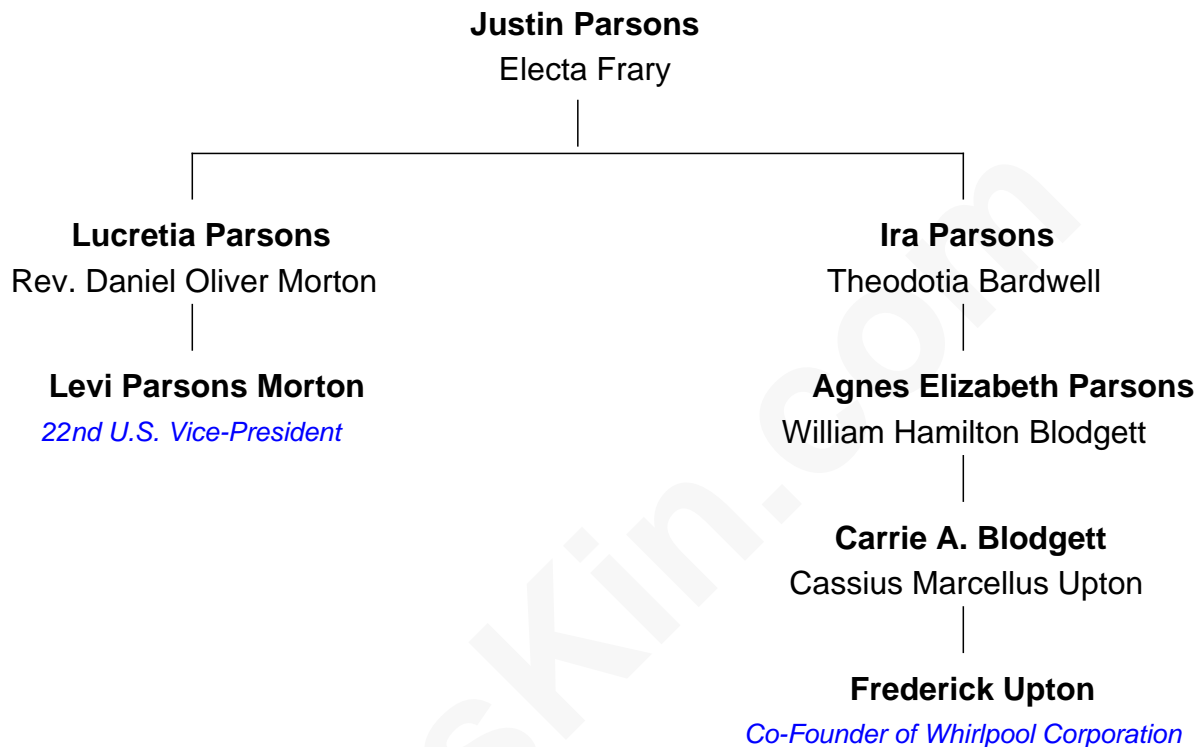 Justin Parsons
Electa Frary
Lucretia Parsons
Rev. Daniel Oliver Morton
Ira Parsons
Theodotia Bardwell
Levi Parsons Morton
22nd U.S. Vice-President
Agnes Elizabeth Parsons
William Hamilton Blodgett
Carrie A. Blodgett
Cassius Marcellus Upton
Frederick Upton
Co-Founder of Whirlpool Corporation
sKin.com